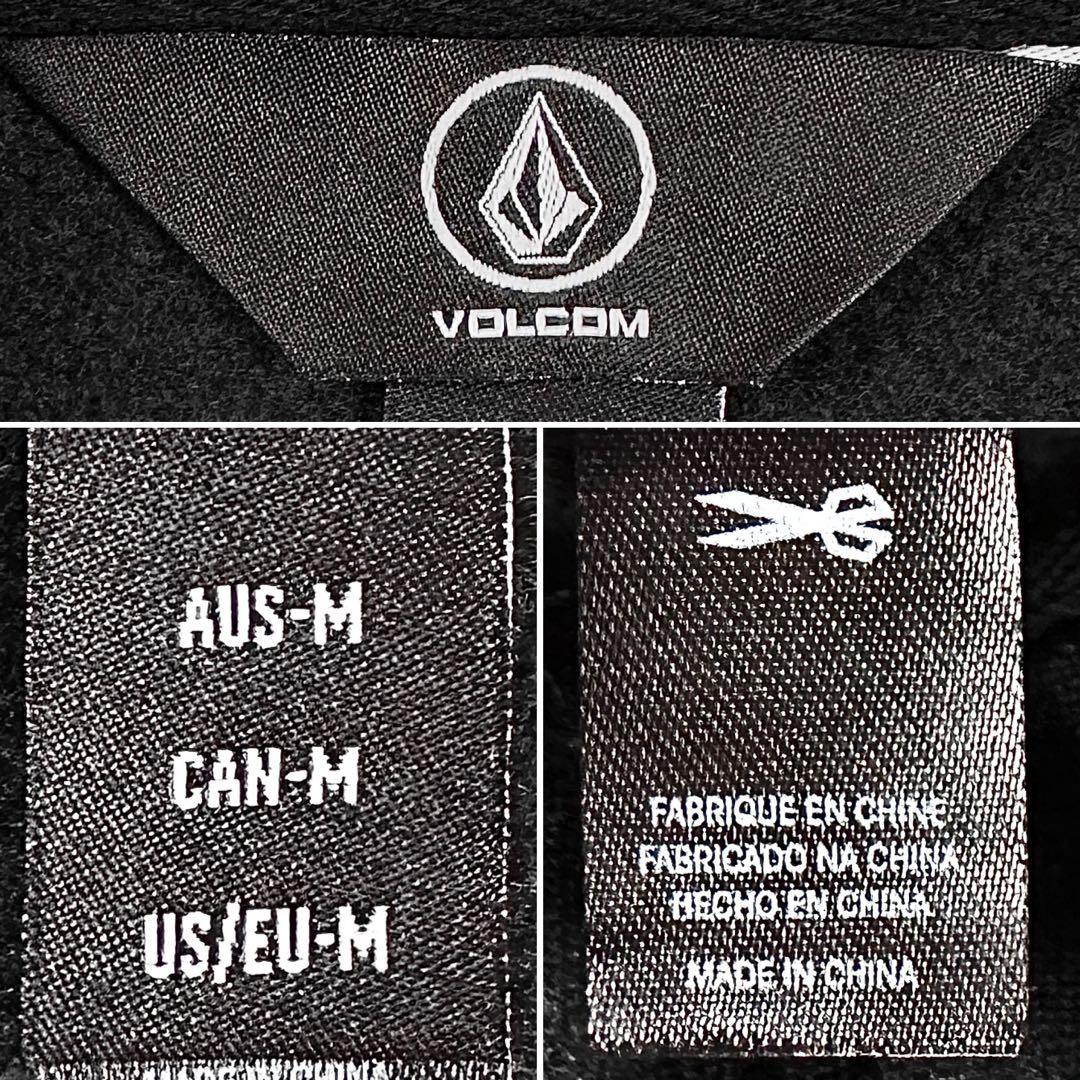 VOLCOM
AUS-M
CAN-M
US/EU-M
FABRIQUE EN CHINE
FABRICADO NA CHINA
HECHO EN CHINA
MADE IN CHINA